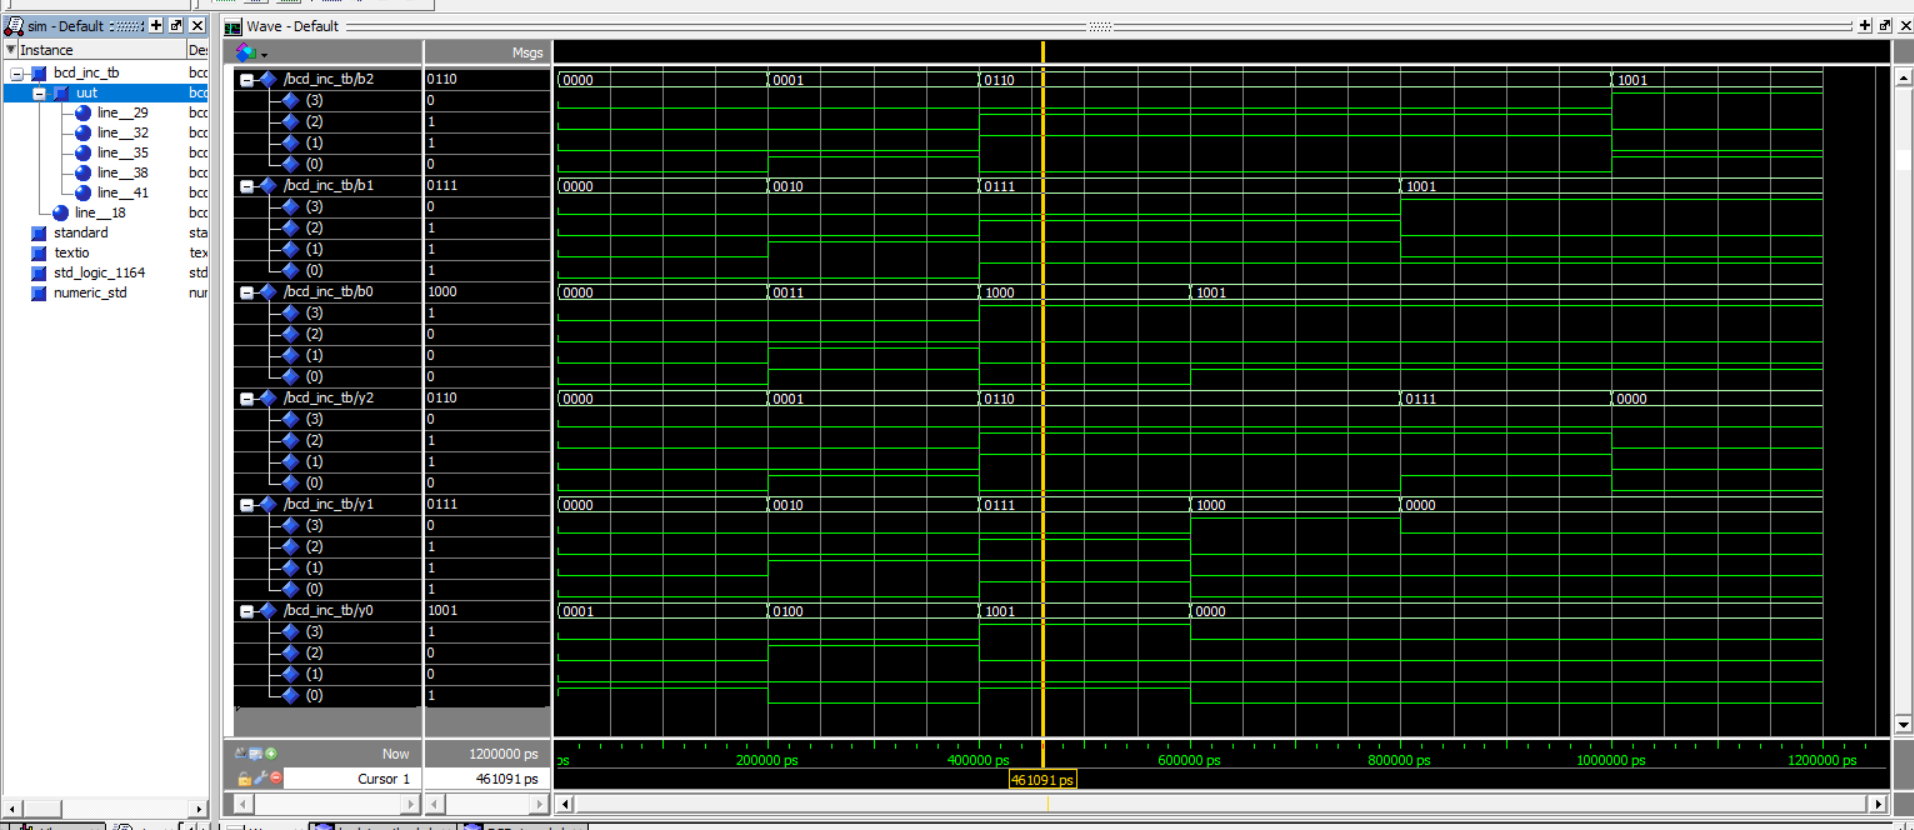 sim - Default
Instance
Des
bcd_inc_tb bcc
uut bcc
line__29 bcc
line__32 bcc
line__35 bcc
line__38 bcc
line__41 bcc
line__18 bcc
standard sta
textio tex
std_logic_1164 std
numeric_std nur
Wave - Default
Msgs
/bcd_inc_tb/b2 0110 0000 0001 0110 1001
(3) 0
(2) 1
(1) 1
(0) 0
/bcd_inc_tb/b1 0111 0000 0010 0111 1001
(3) 0
(2) 1
(1) 1
(0) 1
/bcd_inc_tb/b0 1000 0000 0011 1000 1001
(3) 1
(2) 0
(1) 0
(0) 0
/bcd_inc_tb/y2 0110 0000 0001 0110 0111 0000
(3) 0
(2) 1
(1) 1
(0) 0
/bcd_inc_tb/y1 0111 0000 0010 0111 1000 0000
(3) 0
(2) 1
(1) 1
(0) 1
/bcd_inc_tb/y0 1001 0001 0100 1001 0000
(3) 1
(2) 0
(1) 0
(0) 1
Now 1200000 ps ps 200000 ps 400000 ps 600000 ps 800000 ps 1000000 ps 1200000 ps
Cursor 1 461091 ps 461091 ps